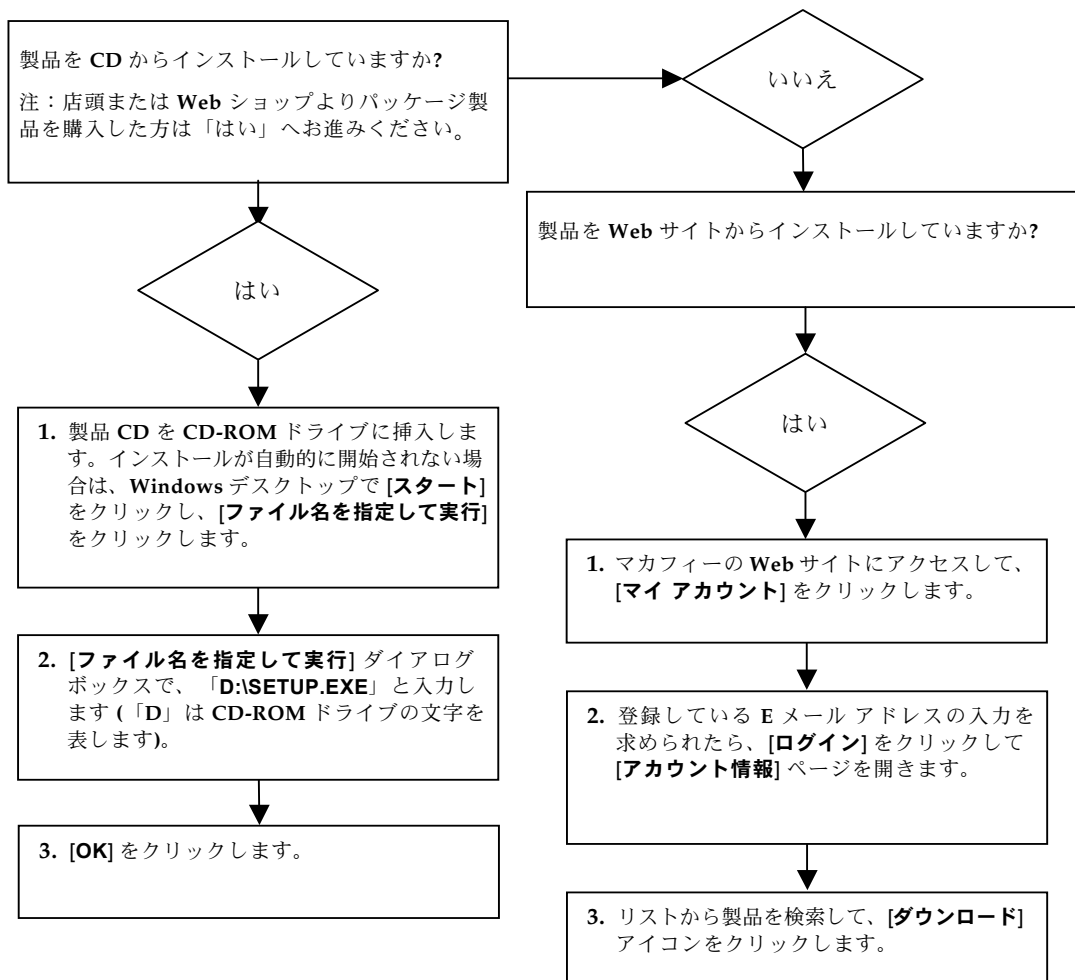 製品を CD からインストールしていますか?
注：店頭または Web ショップよりパッケージ製
品を購入した方は「はい」へお進みください。
はい
1. 製品 CD を CD-ROM ドライブに挿入しま
す。インストールが自動的に開始されない場
合は、Windows デスクトップで [スタート]
をクリックし、[ファイル名を指定して実行]
をクリックします。
2. [ファイル名を指定して実行] ダイアログ
ボックスで、「D:\SETUP.EXE」と入力し
ます (「D」は CD-ROM ドライブの文字を
表します)。
3. [OK] をクリックします。
いいえ
製品を Web サイトからインストールしていますか?
はい
1. マカフィーの Web サイトにアクセスして、
[マイ アカウント] をクリックします。
2. 登録している E メール アドレスの入力を
求められたら、[ログイン] をクリックして
[アカウント情報] ページを開きます。
3. リストから製品を検索して、[ダウンロード]
アイコンをクリックします。